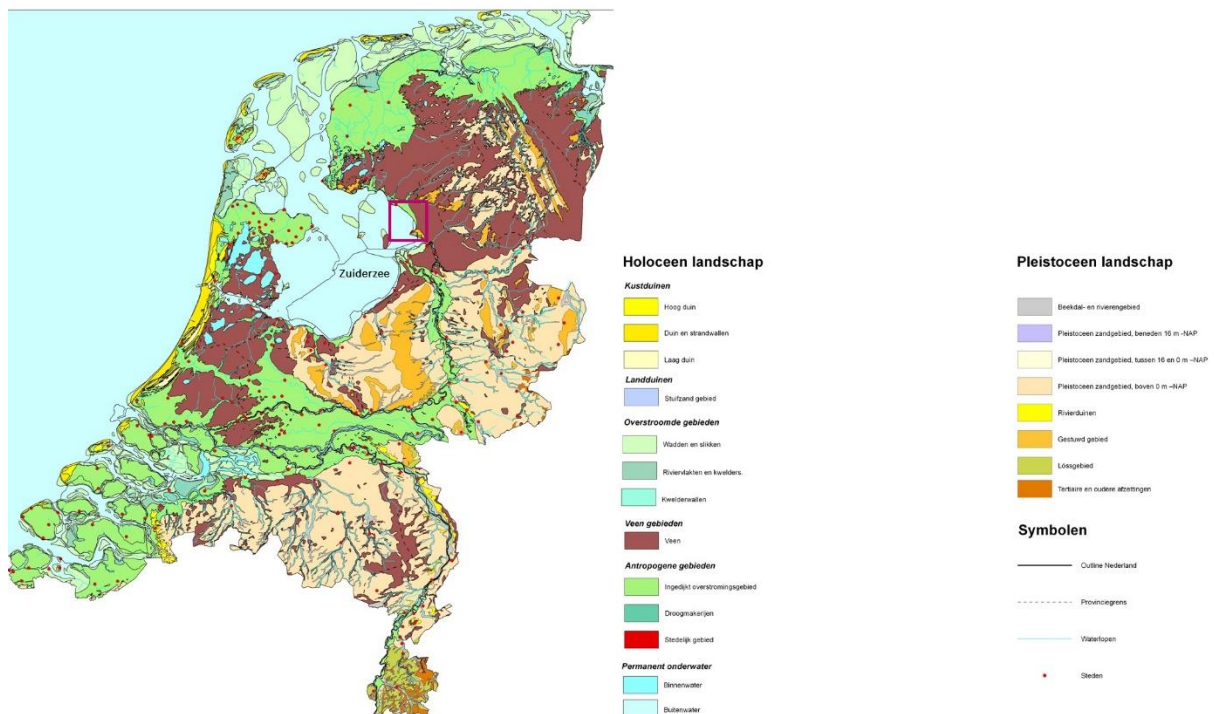 Zuiderzee
Holoceen landschap
Kustduinen
Hoog duin
Duin en strandwallen
Laag duin
Landduinen
Stuifzand gebied
Overstroomde gebieden
Wadden en slikken
Riviervlakten en kwelders.
Kwelderwallen
Veen gebieden
Veen
Antropogene gebieden
Ingedijkt overstromingsgebied
Droogmakerijen
Stedelijk gebied
Permanent onderwater
Binnenwater
Buitenwater
Pleistoceen landschap
Beekdal- en rivierengebied
Pleistoceen zandgebied, beneden 16 m -NAP
Pleistoceen zandgebied, tussen 16 en 0 m –NAP
Pleistoceen zandgebied, boven 0 m –NAP
Rivierduinen
Gestuwd gebied
Lössgebied
Tertiaire en oudere afzettingen
Symbolen
Outline Nederland
Provinciegrens
Waterlopen
Steden